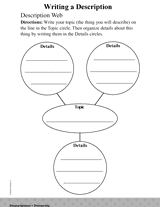 Writing a Description
Description Web
Directions: Write your topic (the thing you will describe) on
the line in the Topic circle. Then organize details about this
thing by writing them in the Details circles.
Details
Details
Topic
Details